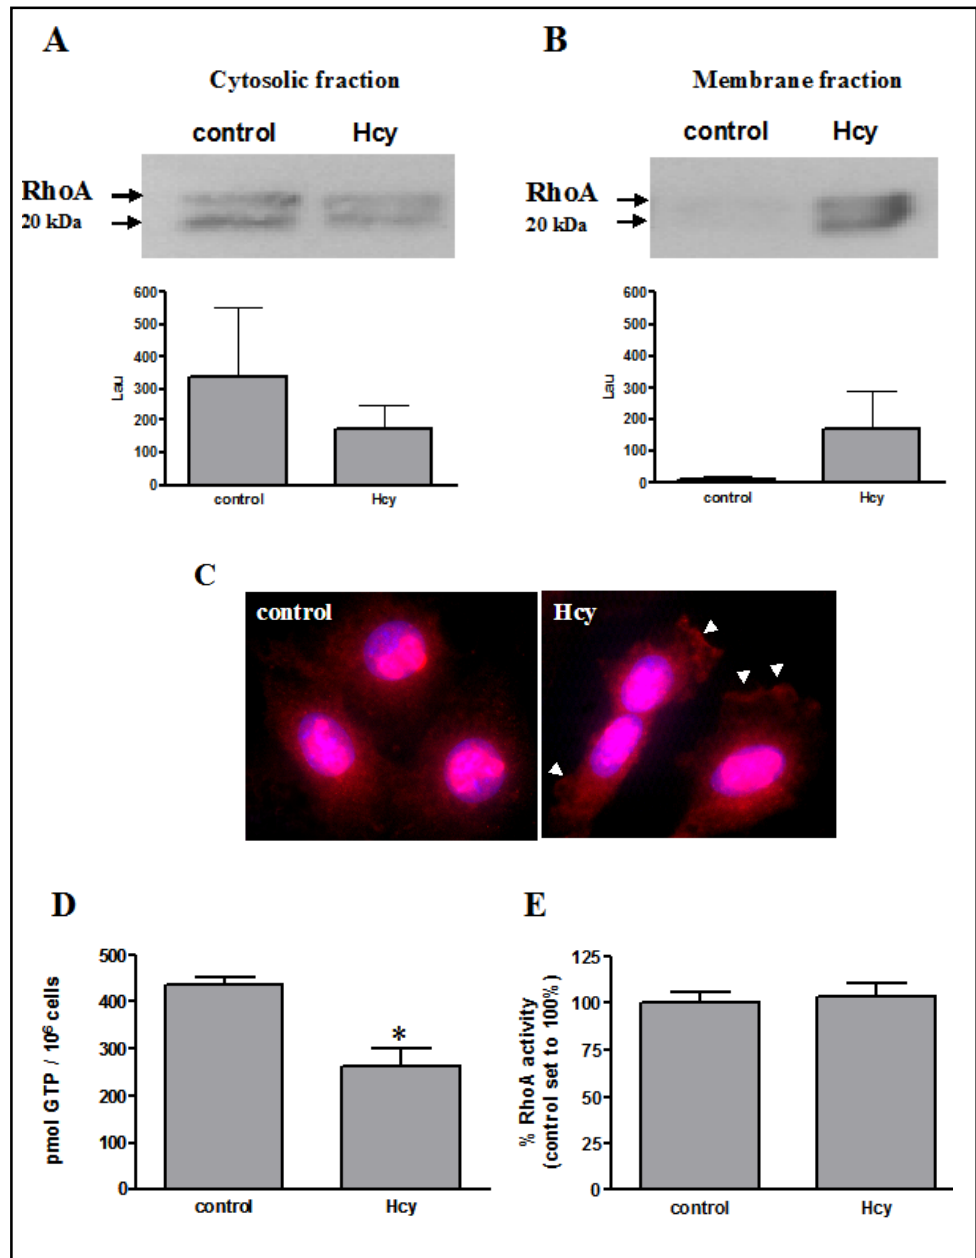 A
Cytosolic fraction
control Hcy
RhoA
20 kDa
600
500
400
300
200
100
0
Lau
control Hcy
B
Membrane fraction
control Hcy
RhoA
20 kDa
600
500
400
300
200
100
0
Lau
control Hcy
C
control
Hcy
D
500
400
300
200
100
0
pmol GTP / 10⁶ cells
*
control Hcy
E
125
100
75
50
25
0
% RhoA activity
(control set to 100%)
control Hcy